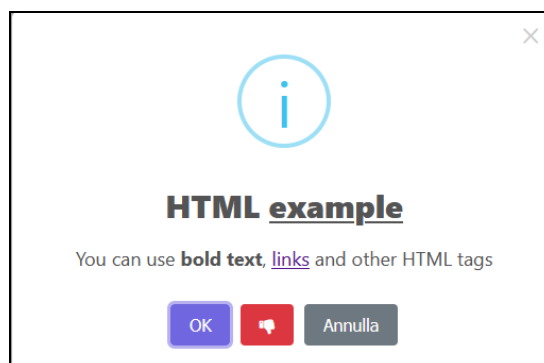 HTML example
You can use bold text, links and other HTML tags
OK Annulla